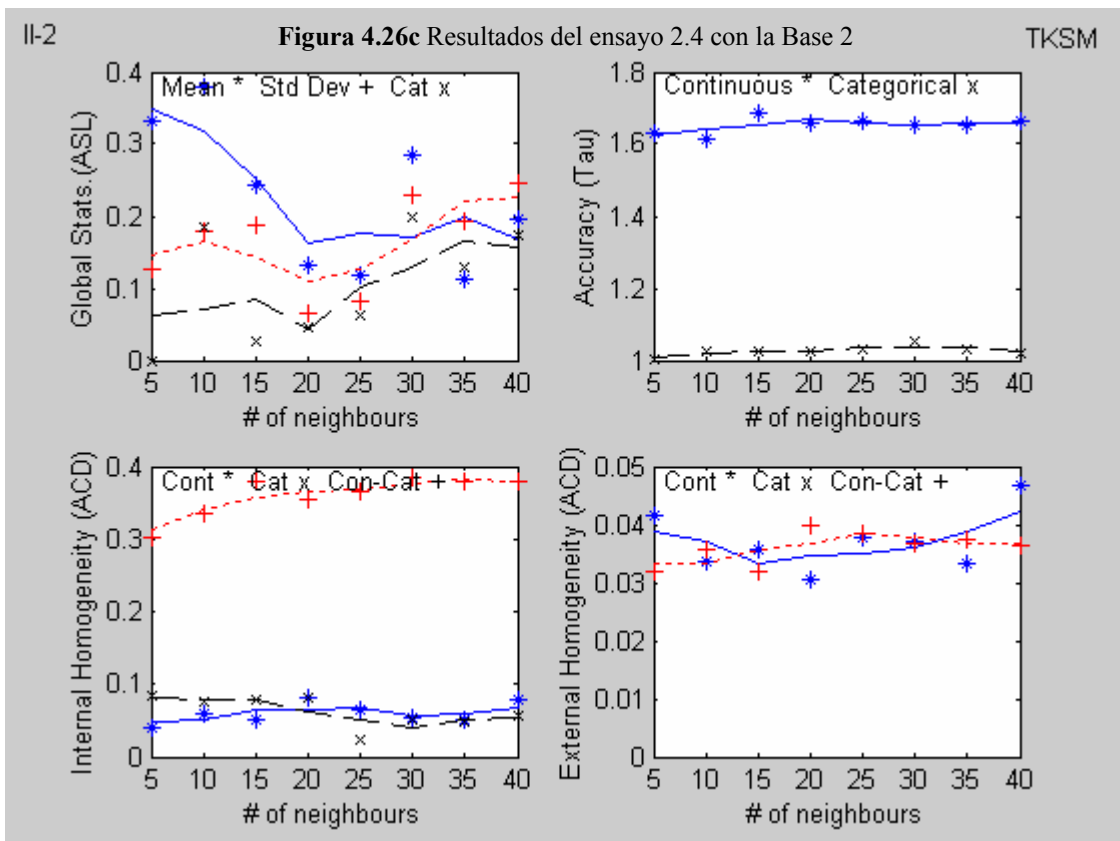 II-2
Figura 4.26c Resultados del ensayo 2.4 con la Base 2
TKSM
Mean * Std Dev + Cat x
Global Stats.(ASL)
0.4
0.3
0.2
0.1
0
5 10 15 20 25 30 35 40
# of neighbours
Continuous * Categorical x
Accuracy (Tau)
1.8
1.6
1.4
1.2
1
5 10 15 20 25 30 35 40
# of neighbours
Cont * Cat x Con-Cat +
Internal Homogeneity (ACD)
0.4
0.3
0.2
0.1
0
5 10 15 20 25 30 35 40
# of neighbours
Cont * Cat x Con-Cat +
External Homogeneity (ACD)
0.05
0.04
0.03
0.02
0.01
0
5 10 15 20 25 30 35 40
# of neighbours